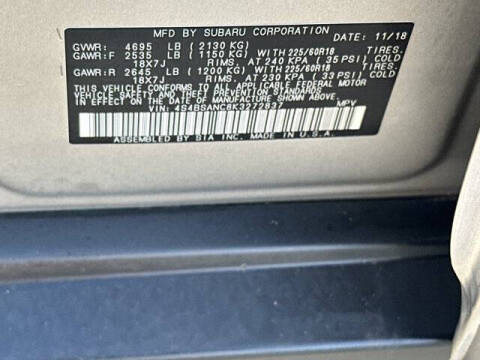 MFD BY SUBARU CORPORATION DATE: 11/18
GVWR: 4695 LB (2130 KG)
GAWR:F 2535 LB (1150 KG) WITH 225/60R18 TIRES.
18X7J RIMS. AT 240 KPA (35 PSI) COLD
GAWR:R 2645 LB (1200 KG) WITH 225/60R18 TIRES.
18X7J RIMS. AT 230 KPA (33 PSI) COLD
THIS VEHICLE CONFORMS TO ALL APPLICABLE FEDERAL MOTOR
VEHICLE SAFETY AND THEFT PREVENTION STANDARDS
IN EFFECT ON THE DATE OF MANUFACTURE SHOWN ABOVE.
VIN: 4S4BSANC8K3272837 MPV
ASSEMBLED BY SIA INC. MADE IN U.S.A.